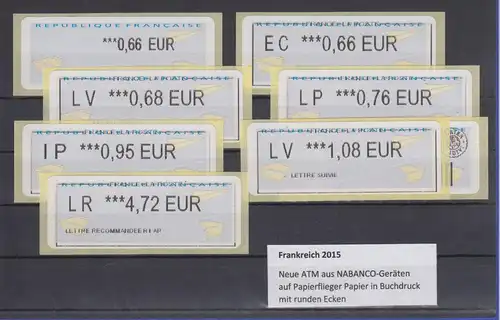 REPUBLIQUE FRANÇAISE
***0,66 EUR
REPUBLIQUE FRANÇAISE
EC ***0,66 EUR
LV ***0,68 EUR
LP ***0,76 EUR
IP ***0,95 EUR
LV ***1,08 EUR
LETTRE SUIVIE
LR ***4,72 EUR
LETTRE RECOMMANDEE R1 AR
Frankreich 2015
Neue ATM aus NABANCO-Geräten
auf Papierflieger Papier in Buchdruck
mit runden Ecken